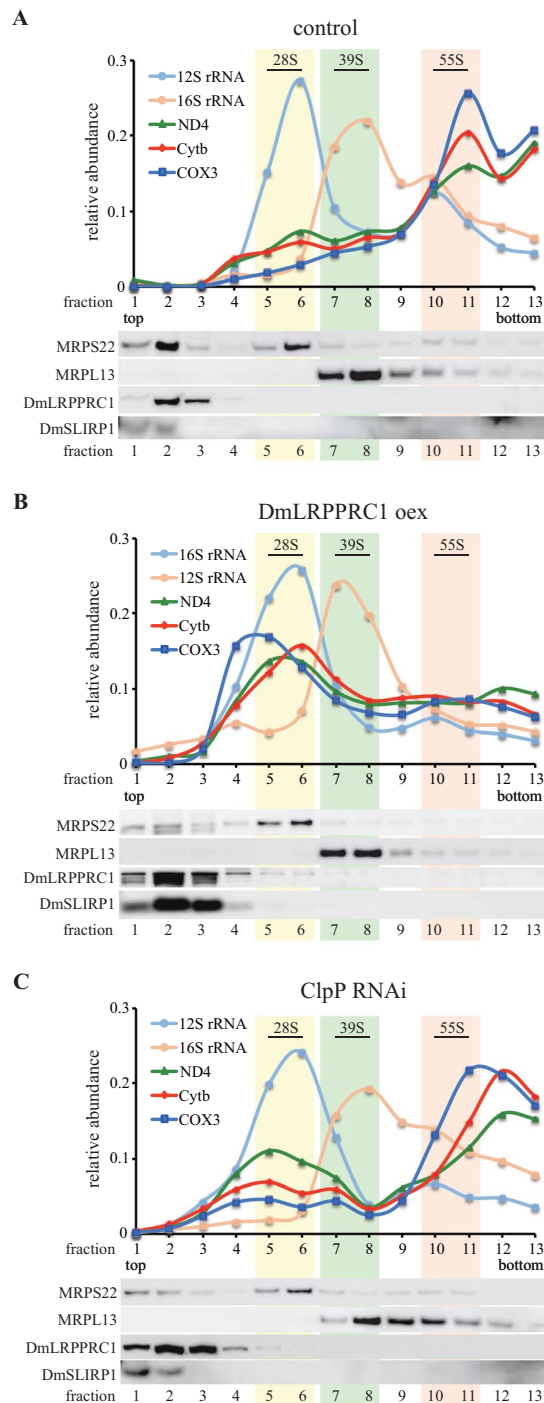 A
control
0.3
28S 39S 55S
12S rRNA
16S rRNA
ND4
Cytb
COX3
0.2
relative abundance
0.1
0
fraction 1 2 3 4 5 6 7 8 9 10 11 12 13
top bottom
MRPS22
MRPL13
DmLRPPRC1
DmSLIRP1
fraction 1 2 3 4 5 6 7 8 9 10 11 12 13
B
DmLRPPRC1 oex
0.3
28S 39S 55S
16S rRNA
12S rRNA
ND4
Cytb
COX3
0.2
relative abundance
0.1
0
fraction 1 2 3 4 5 6 7 8 9 10 11 12 13
top bottom
MRPS22
MRPL13
DmLRPPRC1
DmSLIRP1
fraction 1 2 3 4 5 6 7 8 9 10 11 12 13
C
ClpP RNAi
0.3
28S 39S 55S
12S rRNA
16S rRNA
ND4
Cytb
COX3
0.2
relative abundance
0.1
0
fraction 1 2 3 4 5 6 7 8 9 10 11 12 13
top bottom
MRPS22
MRPL13
DmLRPPRC1
DmSLIRP1
fraction 1 2 3 4 5 6 7 8 9 10 11 12 13